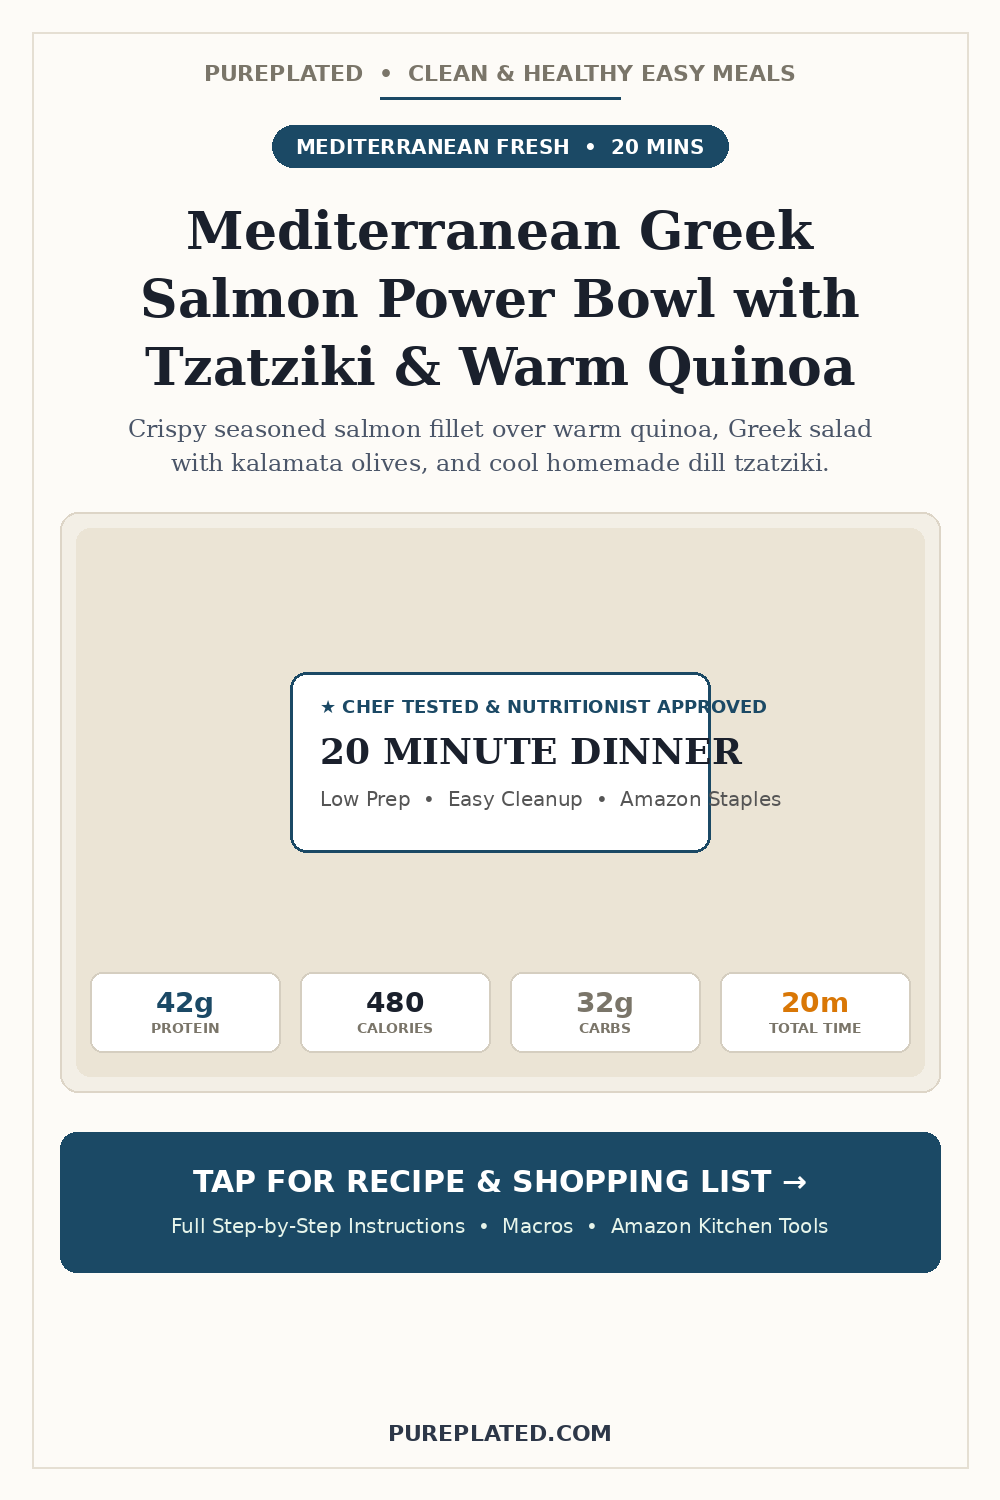 PUREPLATED • CLEAN & HEALTHY EASY MEALS
MEDITERRANEAN FRESH • 20 MINS
Mediterranean Greek
Salmon Power Bowl with
Tzatziki & Warm Quinoa
Crispy seasoned salmon fillet over warm quinoa, Greek salad
with kalamata olives, and cool homemade dill tzatziki.
★ CHEF TESTED & NUTRITIONIST APPROVED
20 MINUTE DINNER
Low Prep • Easy Cleanup • Amazon Staples
42g
PROTEIN
480
CALORIES
32g
CARBS
20m
TOTAL TIME
TAP FOR RECIPE & SHOPPING LIST →
Full Step-by-Step Instructions • Macros • Amazon Kitchen Tools
PUREPLATED.COM